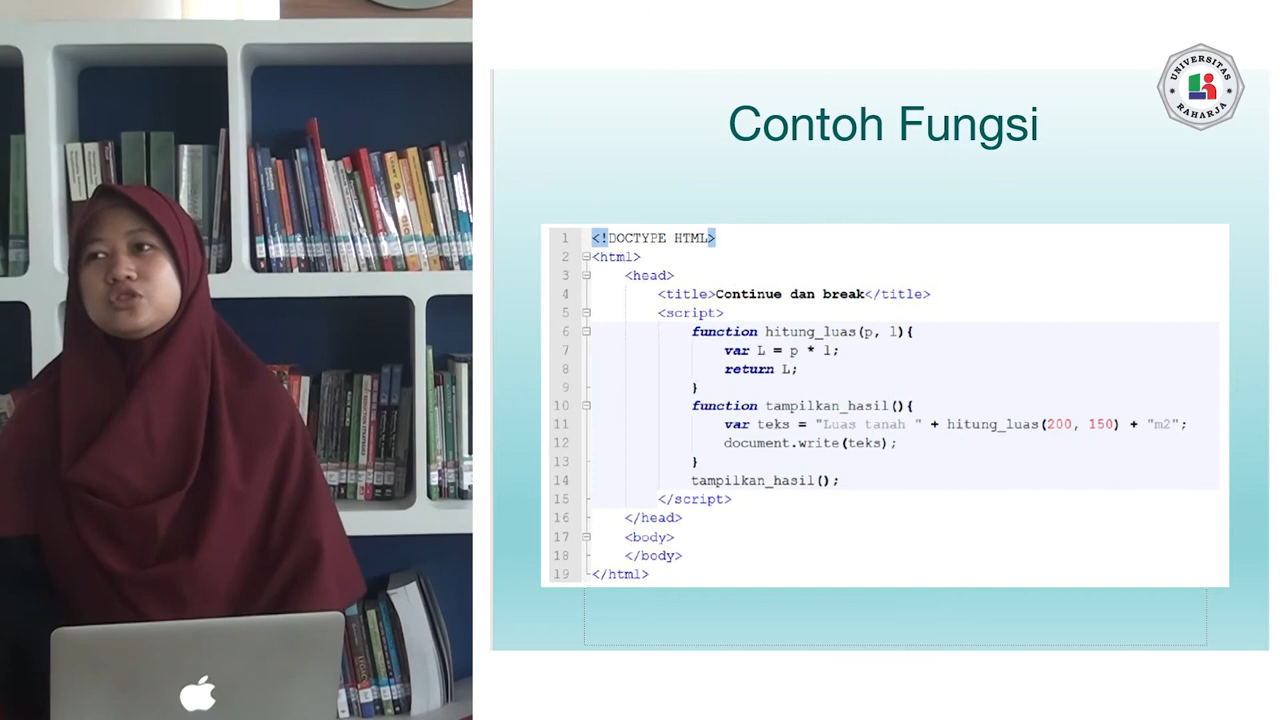 UNIVERSITAS
RAHARJA
Contoh Fungsi
1 <!DOCTYPE HTML>
2 <html>
3 <head>
4 <title>Continue dan break</title>
5 <script>
6 function hitung_luas(p, l){
7 var L = p * l;
8 return L;
9 }
10 function tampilkan_hasil(){
11 var teks = "Luas tanah " + hitung_luas(200, 150) + "m2";
12 document.write(teks);
13 }
14 tampilkan_hasil();
15 </script>
16 </head>
17 <body>
18 </body>
19 </html>